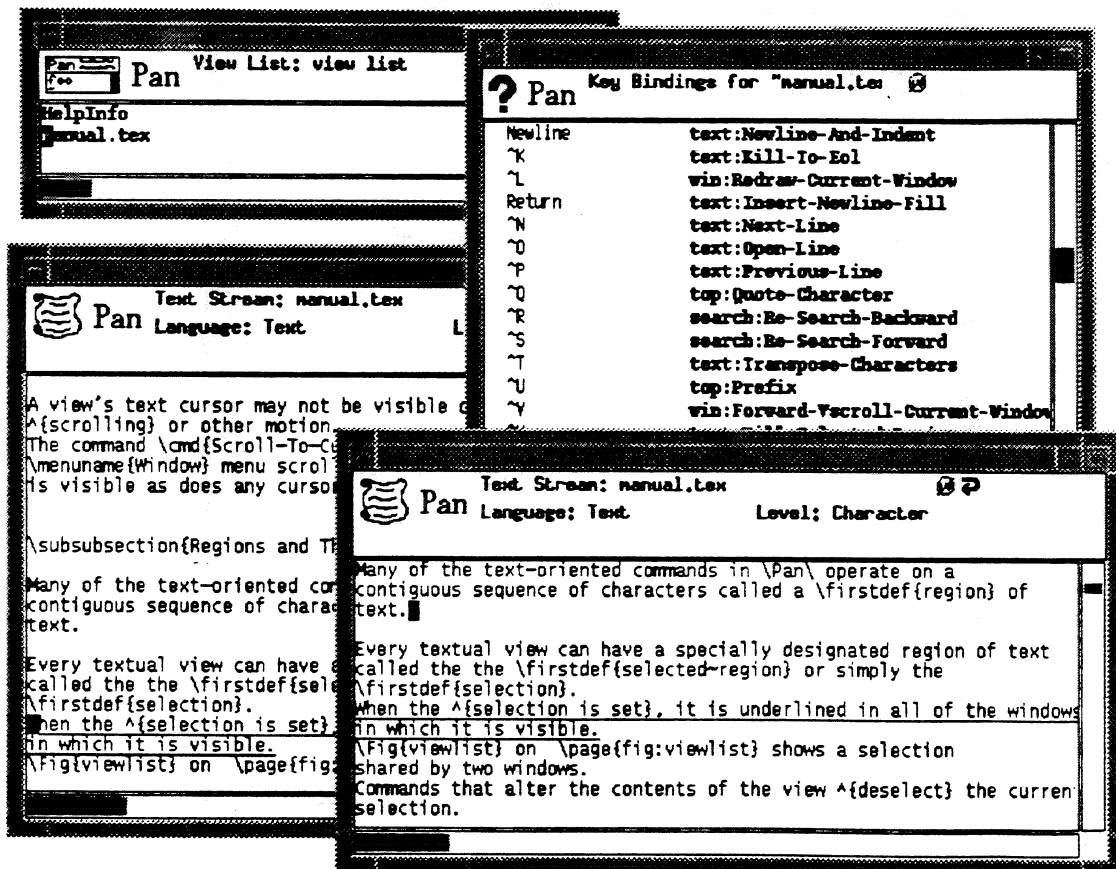 Pan
foo
Pan
View List: view list
HelpInfo
manual.tex
? Pan
Key Bindings for "manual.tex
Newline text:Newline-And-Indent
^K text:Kill-To-Eol
^L win:Redraw-Current-Window
Return text:Insert-Newline-Fill
^N text:Next-Line
^O text:Open-Line
^P text:Previous-Line
^Q top:Quote-Character
^R search:Re-Search-Backward
^S search:Re-Search-Forward
^T text:Transpose-Characters
^U top:Prefix
^V win:Forward-Vscroll-Current-Window
Pan
Text Stream: manual.tex
Language: Text L
A view's text cursor may not be visible
^{scrolling} or other motion.
The command \cmd{Scroll-To-Cu
\menuname{Window} menu scrol
is visible as does any curso
\subsubsection{Regions and Th
Many of the text-oriented com
contiguous sequence of charac
text.
Every textual view can have a
called the the \firstdef{sele
\firstdef{selection}.
When the ^{selection is set},
in which it is visible.
\Fig{viewlist} on \page{fig:
Pan
Text Stream: manual.tex
Language: Text Level: Character
Many of the text-oriented commands in \Pan\ operate on a
contiguous sequence of characters called a \firstdef{region} of
text.
Every textual view can have a specially designated region of text
called the the \firstdef{selected~region} or simply the
\firstdef{selection}.
When the ^{selection is set}, it is underlined in all of the windows
in which it is visible.
\Fig{viewlist} on \page{fig:viewlist} shows a selection
shared by two windows.
Commands that alter the contents of the view ^{deselect} the curren
selection.